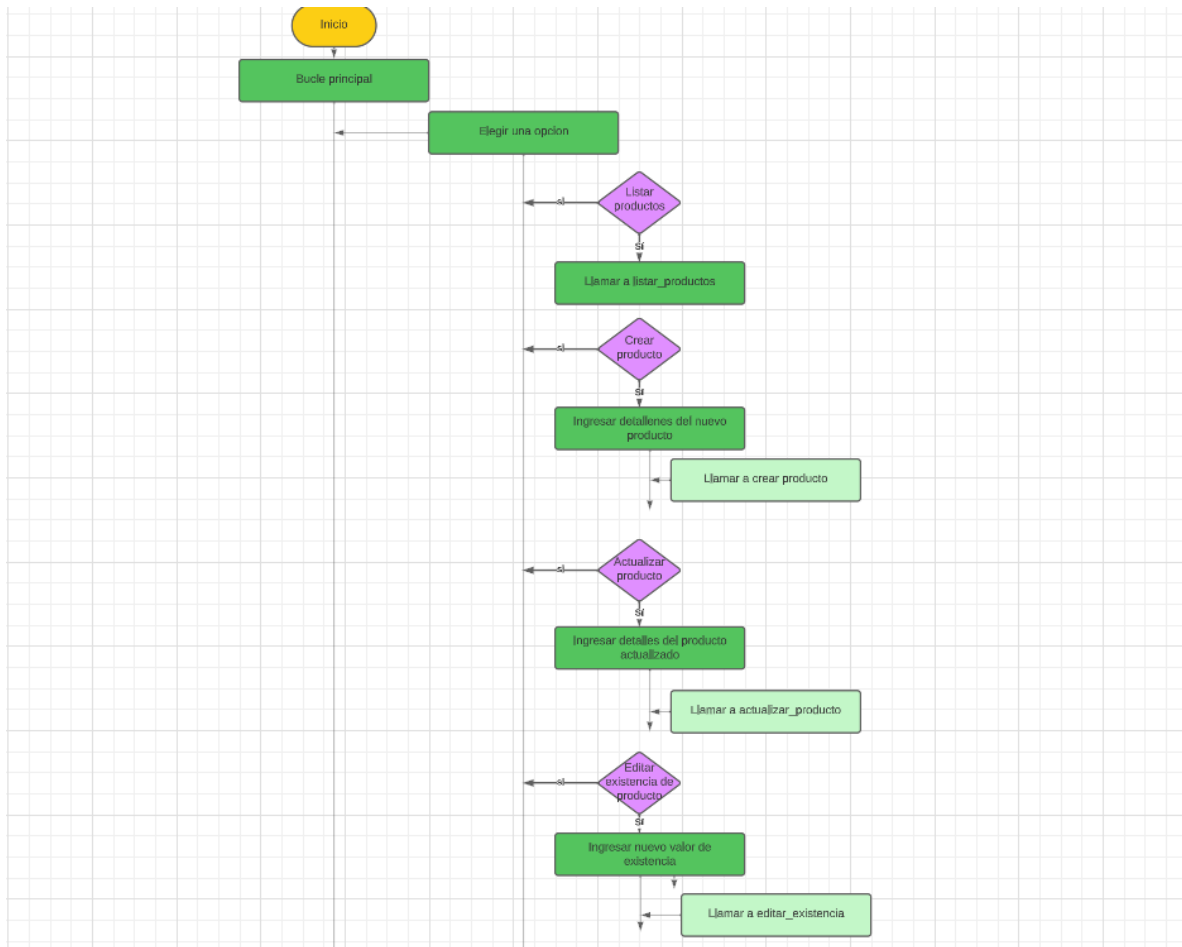 Inicio
Bucle principal
Elegir una opcion
Listar
productos
si
Sí
Llamar a listar_productos
Crear
producto
si
Sí
Ingresar detallenes del nuevo
producto
Llamar a crear producto
Actualizar
producto
si
Sí
Ingresar detalles del producto
actualizado
Llamar a actualizar_producto
Editar
existencia de
producto
si
Sí
Ingresar nuevo valor de
existencia
Llamar a editar_existencia